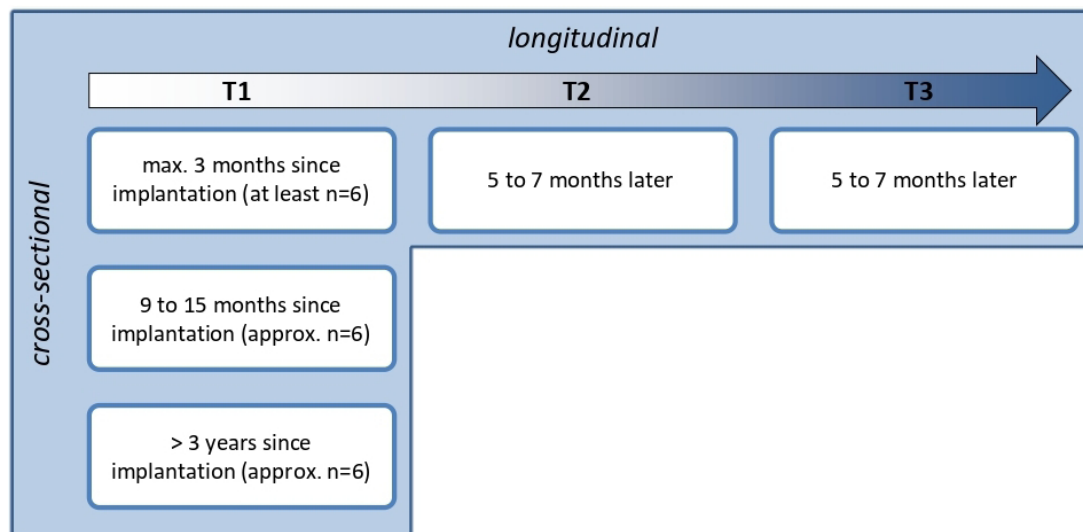 longitudinal
T1
T2
T3
cross-sectional
max. 3 months since
implantation (at least n=6)
5 to 7 months later
5 to 7 months later
9 to 15 months since
implantation (approx. n=6)
> 3 years since
implantation (approx. n=6)